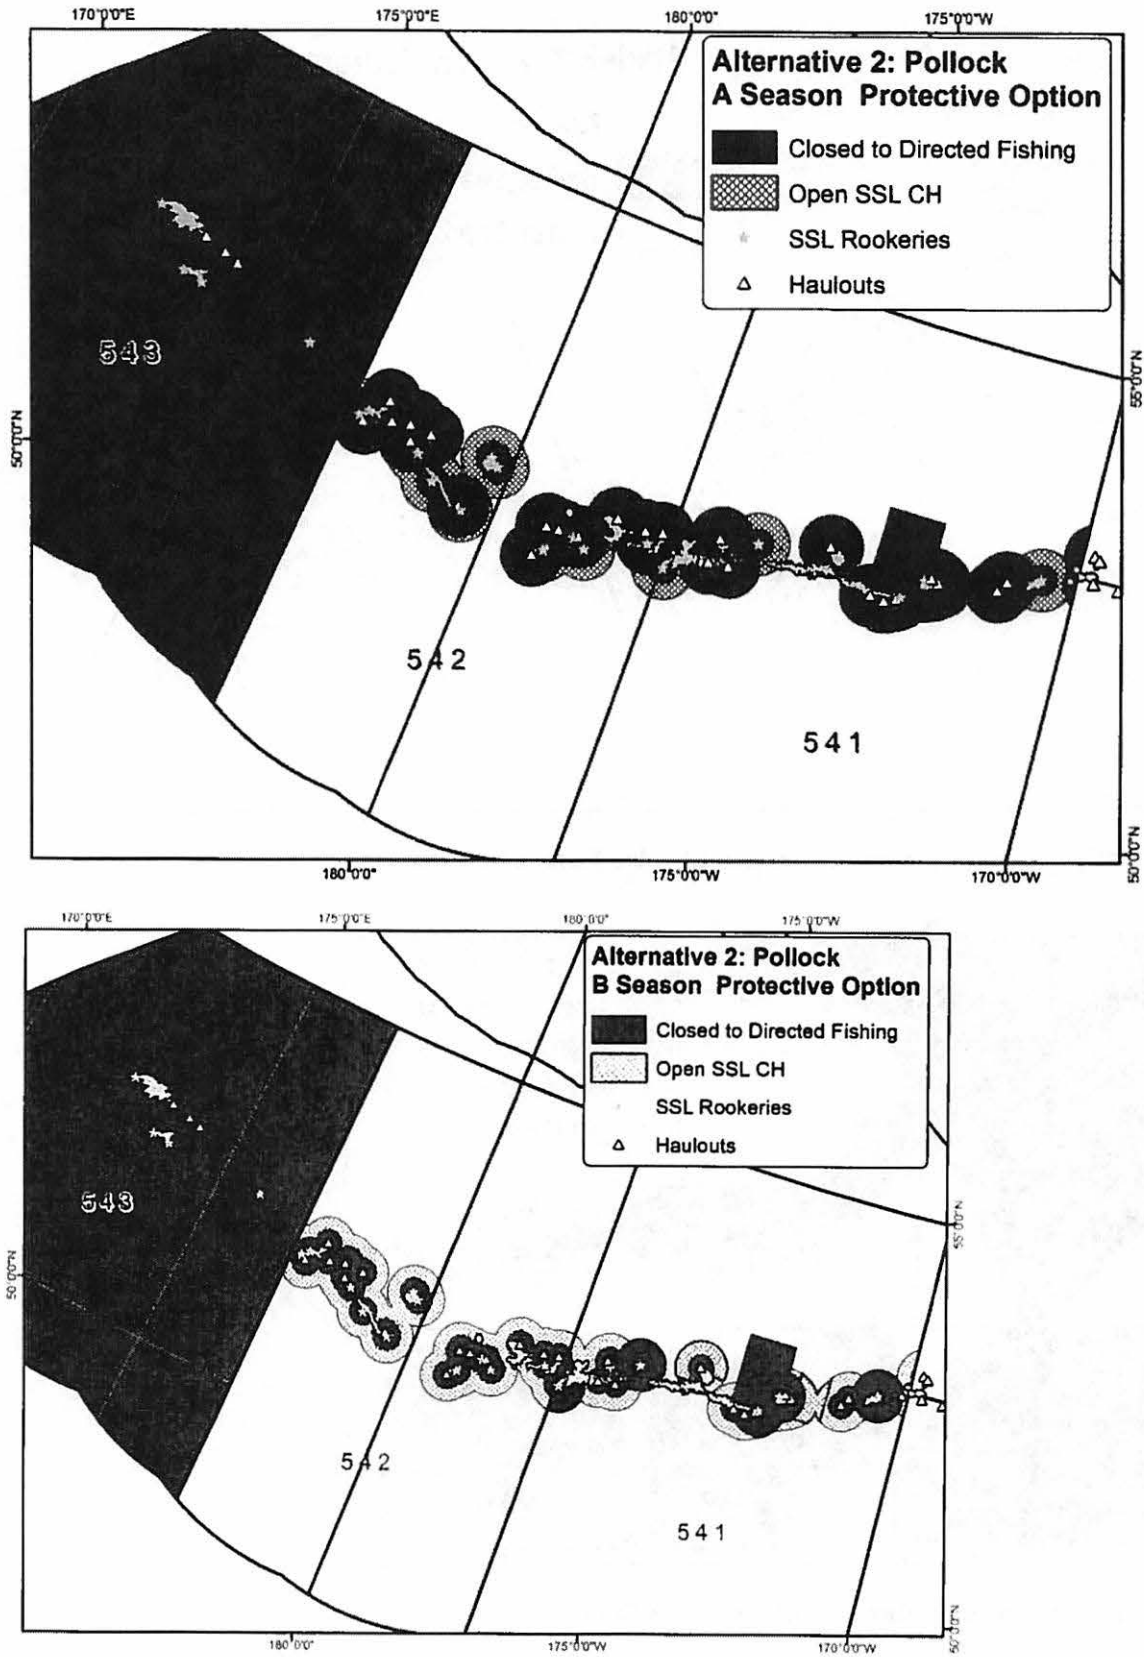 170°0'0"E 175°0'0"E 180°0'0" 175°0'0"W
Alternative 2: Pollock
A Season Protective Option
Closed to Directed Fishing
Open SSL CH
SSL Rookeries
Haulouts
543
55°0'0"N
50°0'0"N
542
541
50°0'0"N
180°0'0" 175°0'0"W 170°0'0"W
170°0'0"E 175°0'0"E 180°0'0" 175°0'0"W
Alternative 2: Pollock
B Season Protective Option
Closed to Directed Fishing
Open SSL CH
SSL Rookeries
Haulouts
543
55°0'0"N
50°0'0"N
542
541
50°0'0"N
180°0'0" 175°0'0"W 170°0'0"W